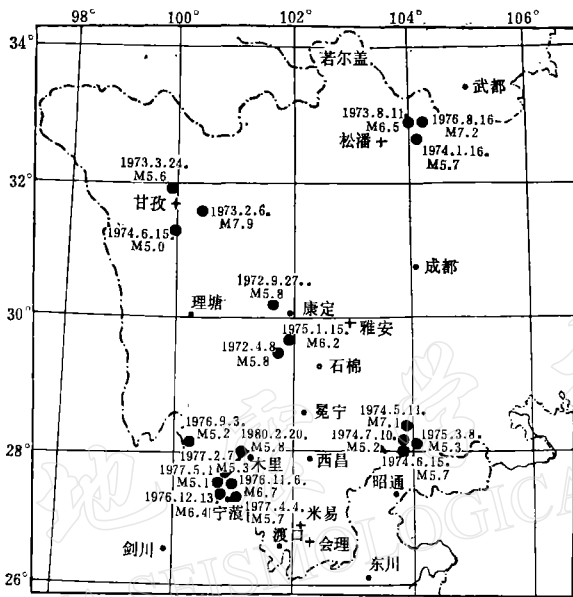 98°
100°
102°
104°
106°
34°
若尔盖
武都
1973.8.11.
M6.5
1976.8.16.
M7.2
松潘
1974.1.16.
M5.7
32°
1973.3.24.
M5.6
甘孜
1973.2.6.
M7.9
1974.6.15.
M5.0
成都
1972.9.27.
M5.8
理塘
康定
30°
1975.1.15.
M6.2
雅安
1972.4.8.
M5.8
石棉
冕宁
1974.5.11.
M7.1
1976.9.3.
M5.2
1980.2.20.
M5.8
1974.7.10.
M5.2
1975.3.8.
M5.3
28°
1977.2.7.
M5.3
木里
西昌
1974.6.15.
M5.7
1977.5.1.
M5.1
1976.11.6.
M6.7
昭通
1976.12.13.
M6.4
宁蒗
1977.4.4.
M5.7
米易
渡口
会理
剑川
东川
26°
SEISMOLOGICA